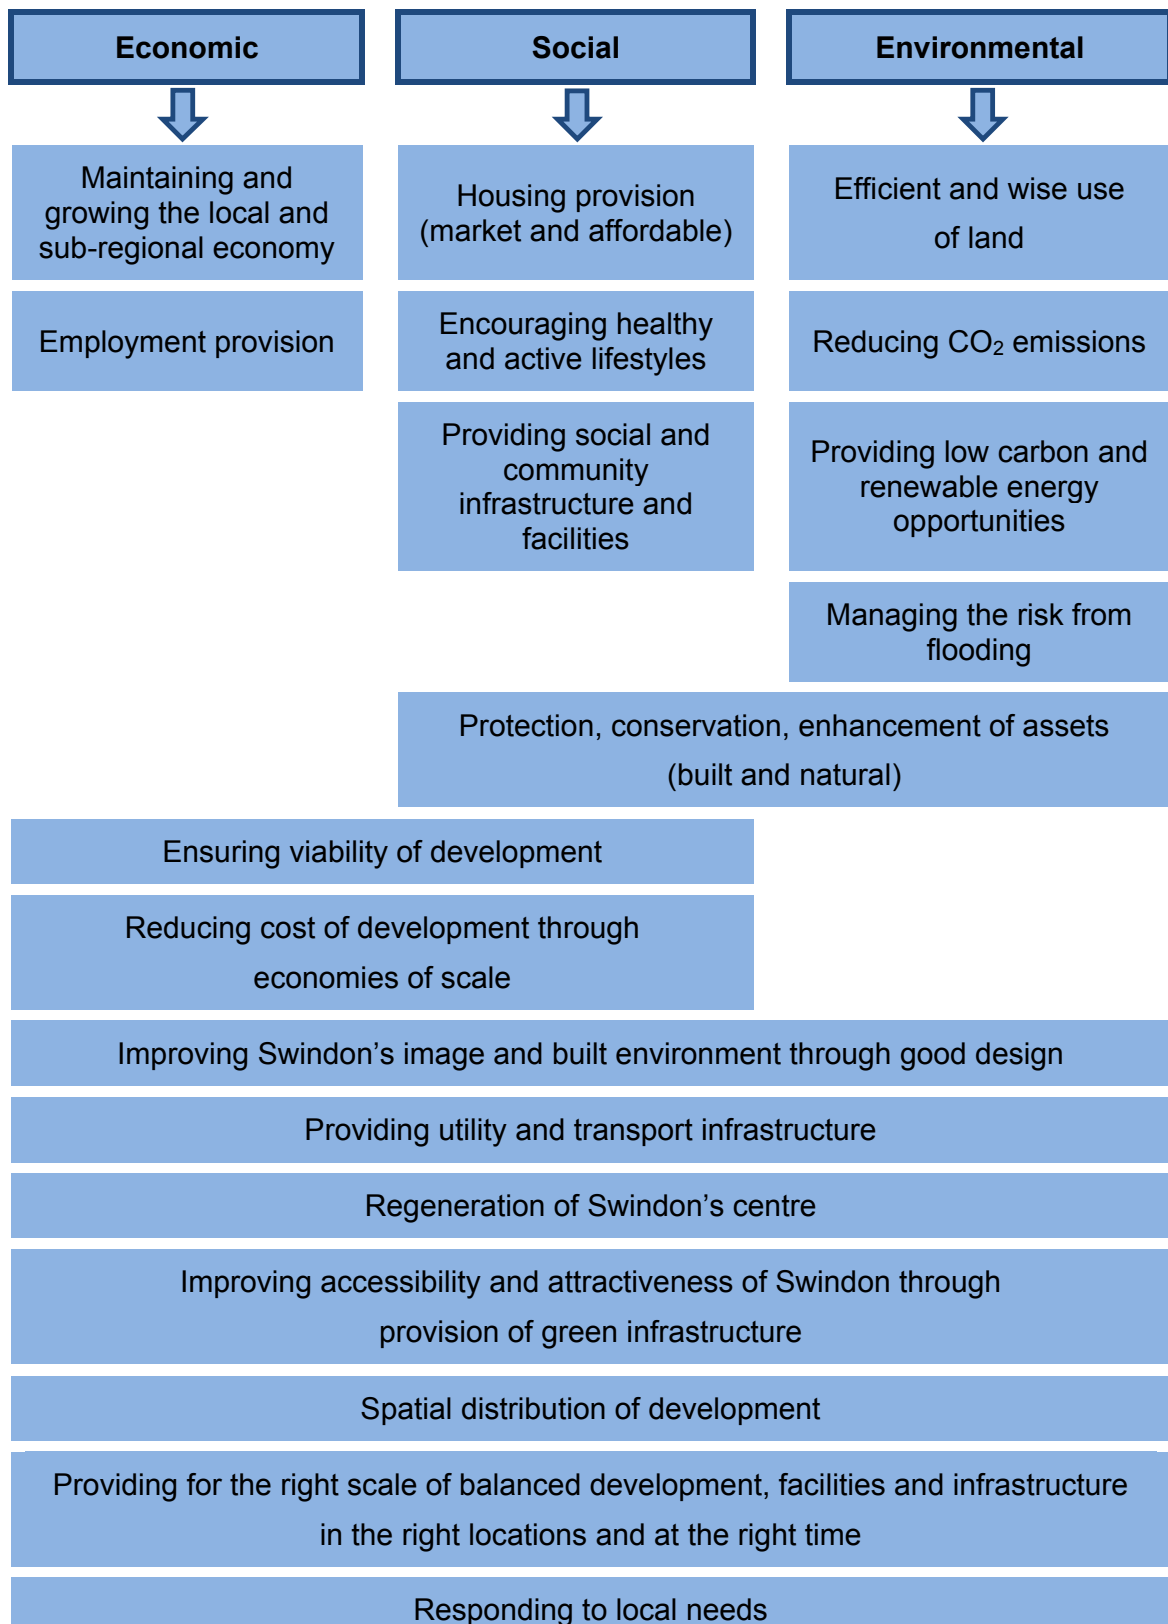 Economic
Social
Environmental
Maintaining and
growing the local and
sub-regional economy
Housing provision
(market and affordable)
Efficient and wise use
of land
Employment provision
Encouraging healthy
and active lifestyles
Reducing CO₂ emissions
Providing social and
community
infrastructure and
facilities
Providing low carbon and
renewable energy
opportunities
Managing the risk from
flooding
Protection, conservation, enhancement of assets
(built and natural)
Ensuring viability of development
Reducing cost of development through
economies of scale
Improving Swindon’s image and built environment through good design
Providing utility and transport infrastructure
Regeneration of Swindon’s centre
Improving accessibility and attractiveness of Swindon through
provision of green infrastructure
Spatial distribution of development
Providing for the right scale of balanced development, facilities and infrastructure
in the right locations and at the right time
Responding to local needs